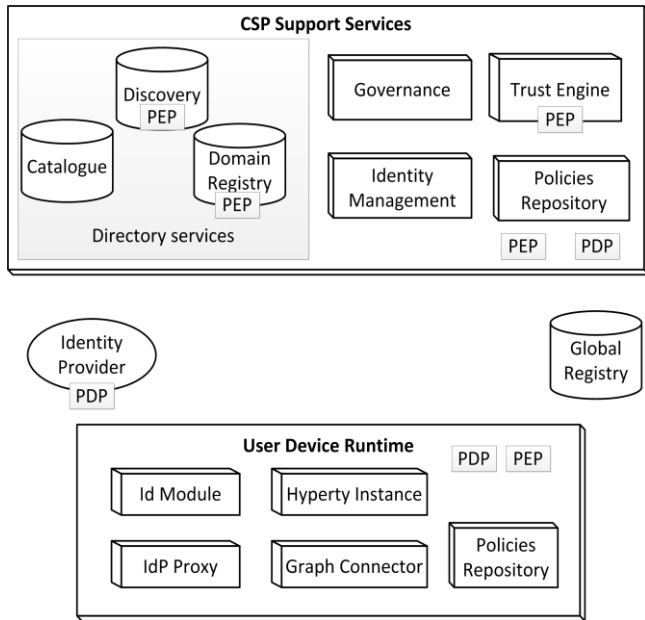 CSP Support Services
Discovery
PEP
Catalogue
Domain
Registry
PEP
Directory services
Governance
Trust Engine
PEP
Identity
Management
Policies
Repository
PEP
PDP
Identity
Provider
PDP
Global
Registry
User Device Runtime
PDP
PEP
Id Module
Hyperty Instance
IdP Proxy
Graph Connector
Policies
Repository